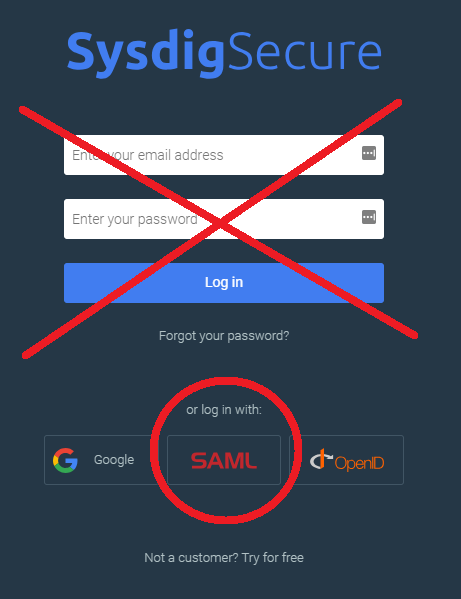 SysdigSecure
Enter your email address
Enter your password
Log in
Forgot your password?
or log in with:
Google
SAML
OpenID
Not a customer? Try for free